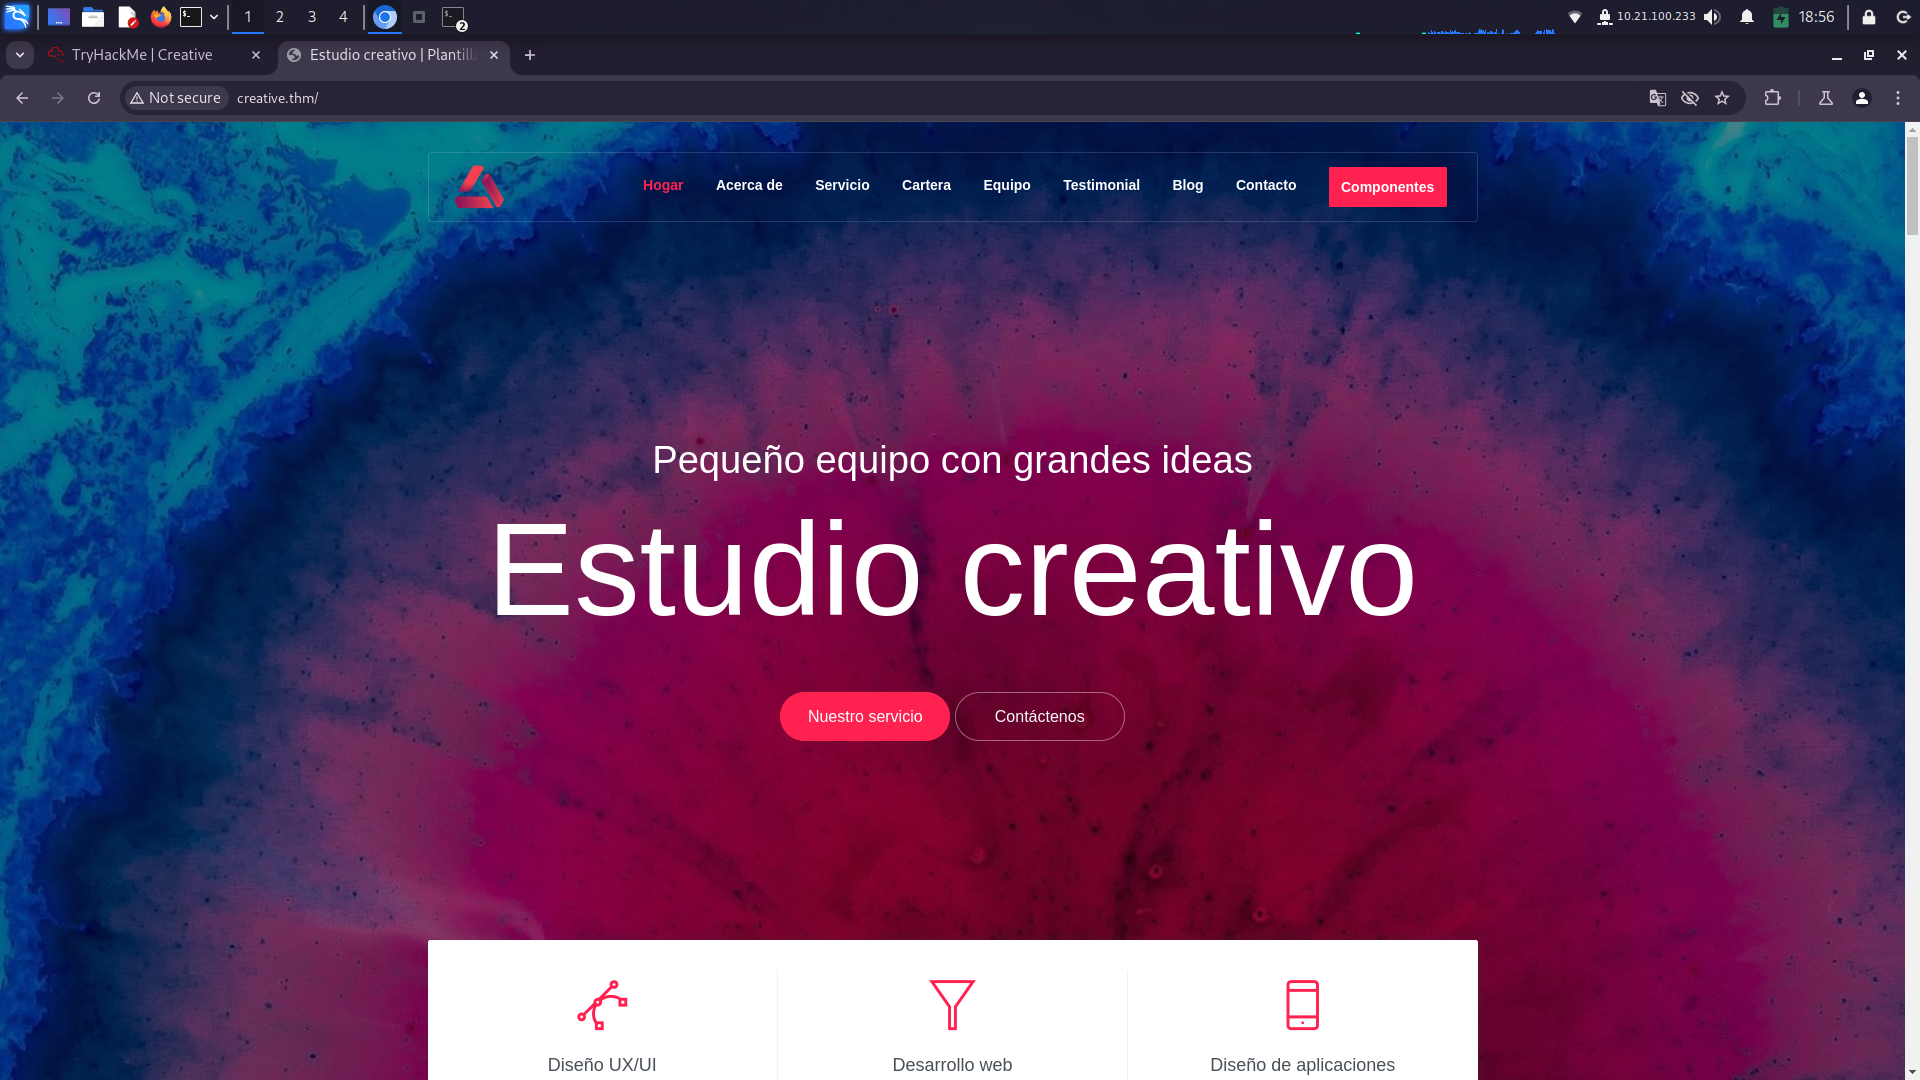 1 2 3 4 2 10.21.100.233 18:56
TryHackMe | Creative Estudio creativo | Plantill
Not secure creative.thm/
Hogar Acerca de Servicio Cartera Equipo Testimonial Blog Contacto Componentes
Pequeño equipo con grandes ideas
Estudio creativo
Nuestro servicio Contáctenos
Diseño UX/UI Desarrollo web Diseño de aplicaciones